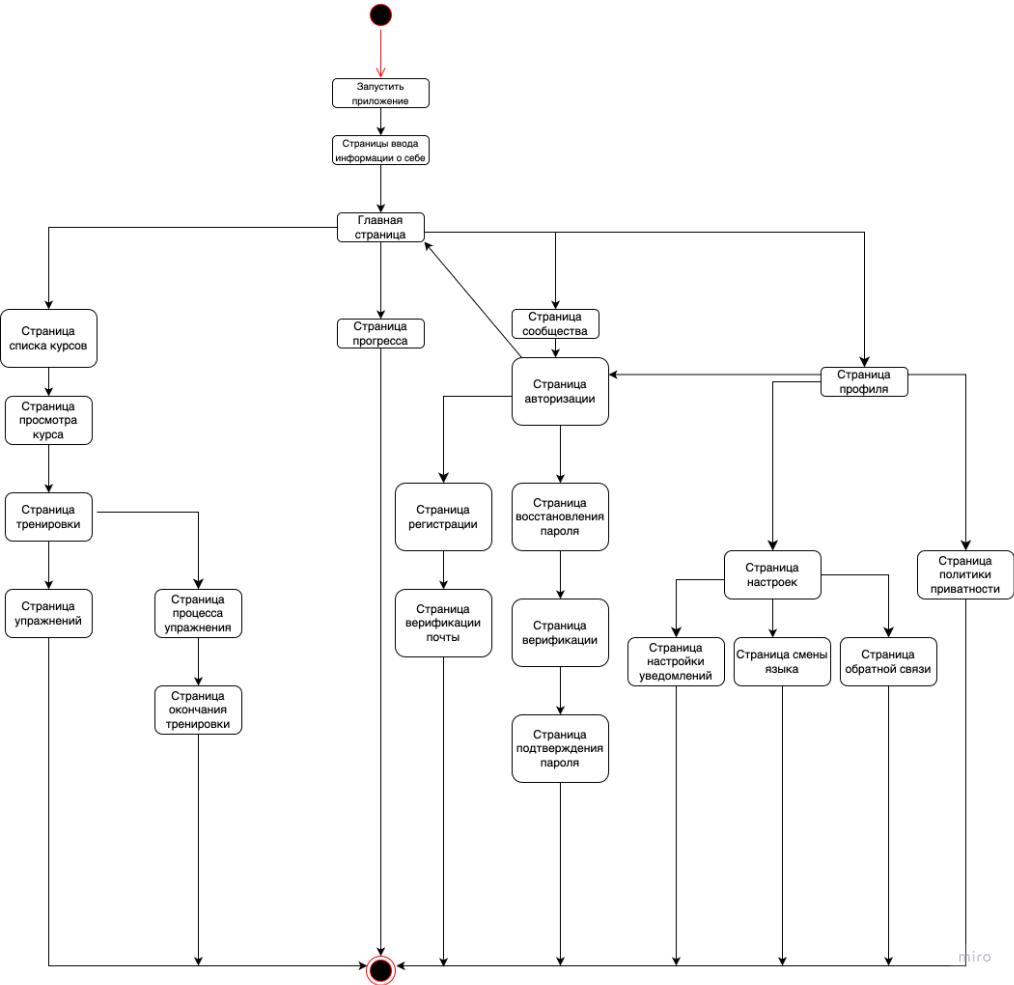 Запустить
приложение
Страницы ввода
информации о себе
Главная
страница
Страница
списка курсов
Страница
прогресса
Страница
сообщества
Страница
авторизации
Страница
профиля
Страница
просмотра
курса
Страница
тренировки
Страница
регистрации
Страница
восстановления
пароля
Страница
настроек
Страница
политики
приватности
Страница
упражнений
Страница
процесса
упражнения
Страница
верификации
почты
Страница
верификации
Страница
настройки
уведомлений
Страница смены
языка
Страница
обратной связи
Страница
окончания
тренировки
Страница
подтверждения
пароля
miro